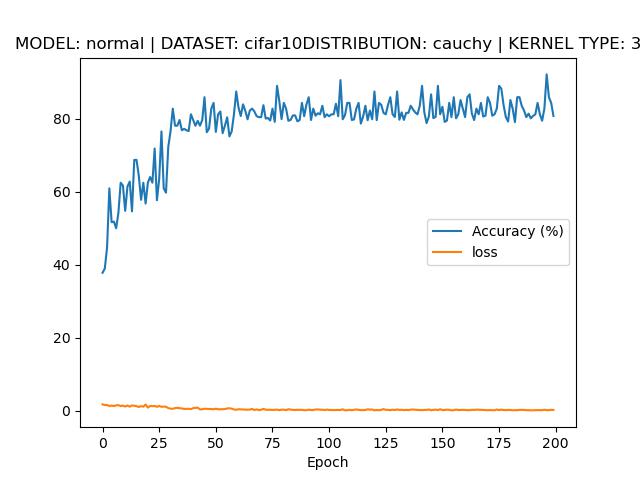 MODEL: normal | DATASET: cifar10DISTRIBUTION: cauchy | KERNEL TYPE: 3
80
60
40
20
0
Accuracy (%)
loss
0 25 50 75 100 125 150 175 200
Epoch